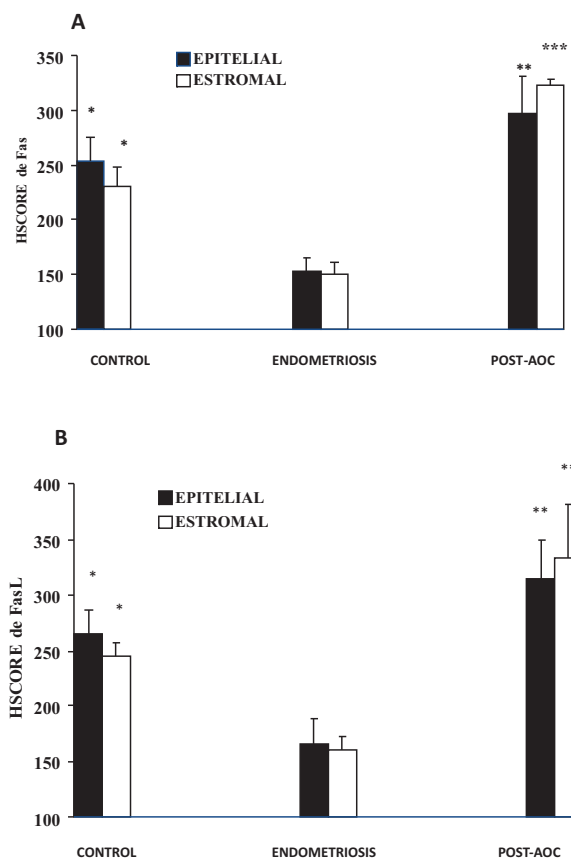 A
EPITELIAL
ESTROMAL
HSCORE de Fas
350
300
250
200
150
100
*
*
**
***
CONTROL ENDOMETRIOSIS POST-AOC
B
EPITELIAL
ESTROMAL
HSCORE de FasL
400
350
300
250
200
150
100
*
*
**
**
CONTROL ENDOMETRIOSIS POST-AOC